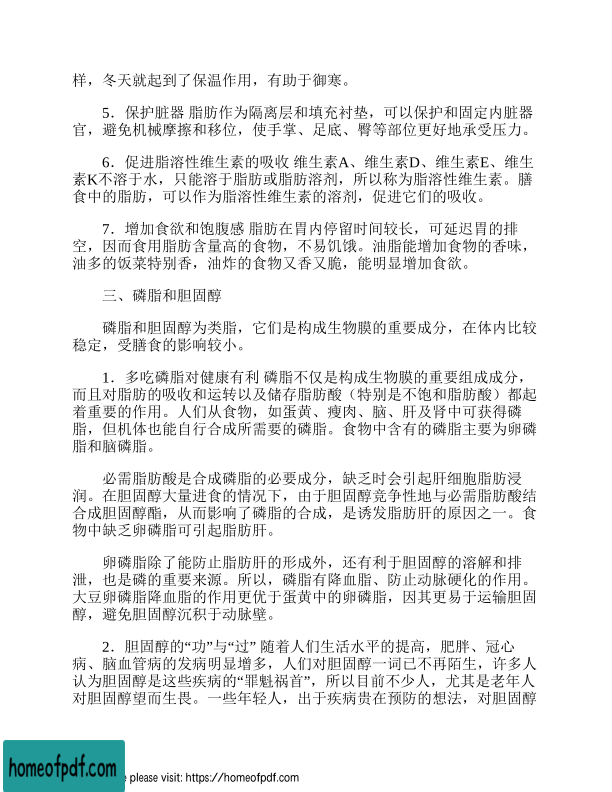 样，冬天就起到了保温作用，有助于御寒。
5．保护脏器 脂肪作为隔离层和填充衬垫，可以保护和固定内脏器
官，避免机械摩擦和移位，使手掌、足底、臀等部位更好地承受压力。
6．促进脂溶性维生素的吸收 维生素A、维生素D、维生素E、维生
素K不溶于水，只能溶于脂肪或脂肪溶剂，所以称为脂溶性维生素。膳
食中的脂肪，可以作为脂溶性维生素的溶剂，促进它们的吸收。
7．增加食欲和饱腹感 脂肪在胃内停留时间较长，可延迟胃的排
空，因而食用脂肪含量高的食物，不易饥饿。油脂能增加食物的香味，
油多的饭菜特别香，油炸的食物又香又脆，能明显增加食欲。
三、磷脂和胆固醇
磷脂和胆固醇为类脂，它们是构成生物膜的重要成分，在体内比较
稳定，受膳食的影响较小。
1．多吃磷脂对健康有利 磷脂不仅是构成生物膜的重要组成成分，
而且对脂肪的吸收和运转以及储存脂肪酸（特别是不饱和脂肪酸）都起
着重要的作用。人们从食物，如蛋黄、瘦肉、脑、肝及肾中可获得磷
脂，但机体也能自行合成所需要的磷脂。食物中含有的磷脂主要为卵磷
脂和脑磷脂。
必需脂肪酸是合成磷脂的必要成分，缺乏时会引起肝细胞脂肪浸
润。在胆固醇大量进食的情况下，由于胆固醇竞争性地与必需脂肪酸结
合成胆固醇酯，从而影响了磷脂的合成，是诱发脂肪肝的原因之一。食
物中缺乏卵磷脂可引起脂肪肝。
卵磷脂除了能防止脂肪肝的形成外，还有利于胆固醇的溶解和排
泄，也是磷的重要来源。所以，磷脂有降血脂、防止动脉硬化的作用。
大豆卵磷脂降血脂的作用更优于蛋黄中的卵磷脂，因其更易于运输胆固
醇，避免胆固醇沉积于动脉壁。
2．胆固醇的“功”与“过” 随着人们生活水平的提高，肥胖、冠心
病、脑血管病的发病明显增多，人们对胆固醇一词已不再陌生，许多人
认为胆固醇是这些疾病的“罪魁祸首”，所以目前不少人，尤其是老年人
对胆固醇望而生畏。一些年轻人，出于疾病贵在预防的想法，对胆固醇
homeofpdf.com
e please visit: https://homeofpdf.com